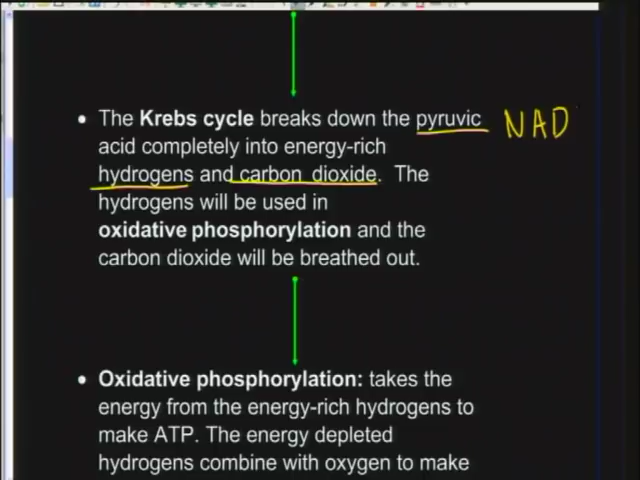 • The Krebs cycle breaks down the pyruvic NAD
acid completely into energy-rich
hydrogens and carbon dioxide. The
hydrogens will be used in
oxidative phosphorylation and the
carbon dioxide will be breathed out.
• Oxidative phosphorylation: takes the
energy from the energy-rich hydrogens to
make ATP. The energy depleted
hydrogens combine with oxygen to make